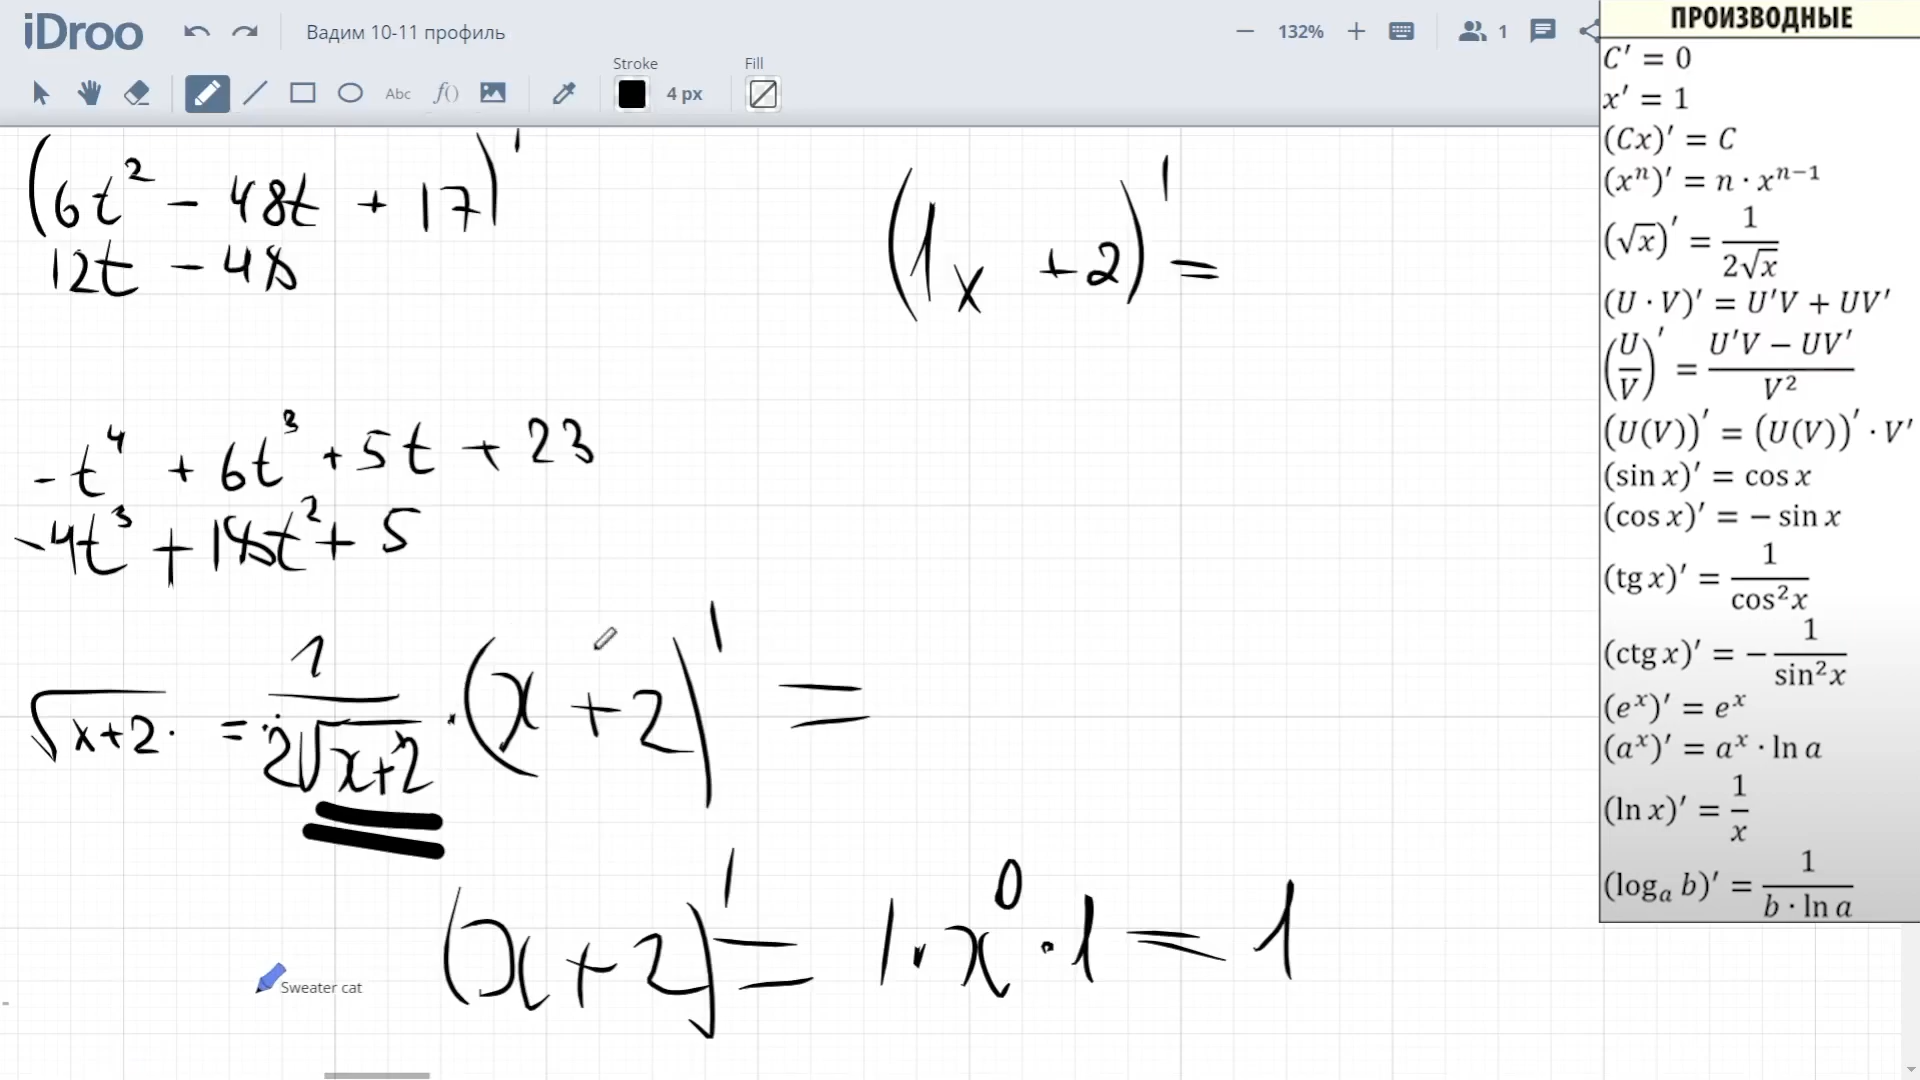 iDroo
Вадим 10-11 профиль
132%
1
Stroke
Fill
Abc
f()
4 px
(6t² − 48t + 17)'
12t − 48
-t⁴ + 6t³ + 5t + 23
-4t³ + 18t² + 5
√(x+2) · = 1/(2√(x+2)) · (x+2)' =
(x+2)' = 1·x⁰·1 = 1
(1x +2)' =
Sweater cat
ПРОИЗВОДНЫЕ
C′ = 0
x′ = 1
(Cx)′ = C
(xⁿ)′ = n · xⁿ⁻¹
(√x)′ = 1/(2√x)
(U · V)′ = U′V + UV′
(U/V)′ = (U′V − UV′)/V²
(U(V))′ = (U(V))′ · V′
(sin x)′ = cos x
(cos x)′ = − sin x
(tg x)′ = 1/cos²x
(ctg x)′ = − 1/sin²x
(eˣ)′ = eˣ
(aˣ)′ = aˣ · ln a
(ln x)′ = 1/x
(logₐ b)′ = 1/(b · ln a)